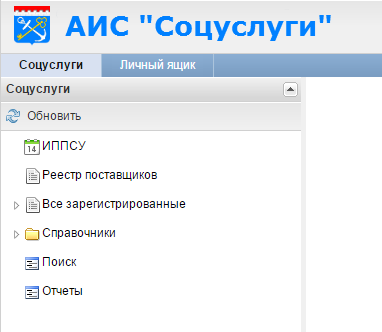 АИС "Соцуслуги"
Соцуслуги Личный ящик
Соцуслуги
Обновить
14 ИППСУ
Реестр поставщиков
Все зарегистрированные
Справочники
Поиск
Отчеты